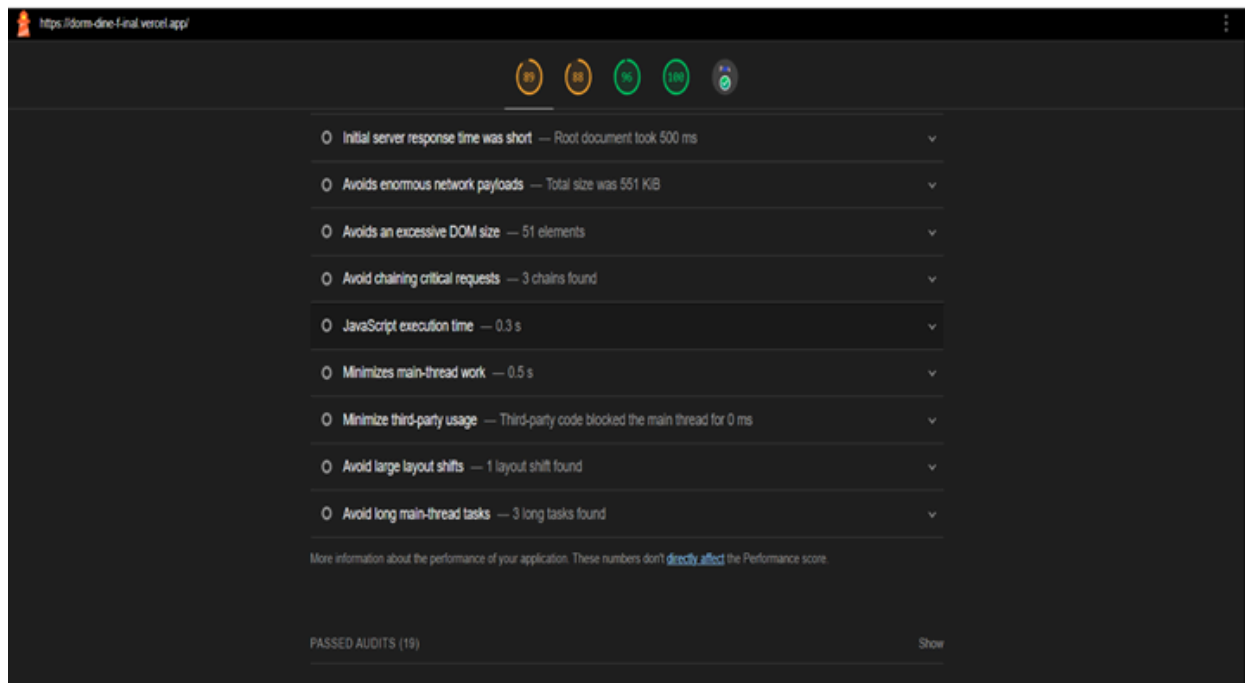 https://dorm-dine-f-inal.vercel.app/
89 88 96 100
Initial server response time was short — Root document took 500 ms
Avoids enormous network payloads — Total size was 551 KiB
Avoids an excessive DOM size — 51 elements
Avoid chaining critical requests — 3 chains found
JavaScript execution time — 0.3 s
Minimizes main-thread work — 0.5 s
Minimize third-party usage — Third-party code blocked the main thread for 0 ms
Avoid large layout shifts — 1 layout shift found
Avoid long main-thread tasks — 3 long tasks found
More information about the performance of your application. These numbers don't directly affect the Performance score.
PASSED AUDITS (19) Show